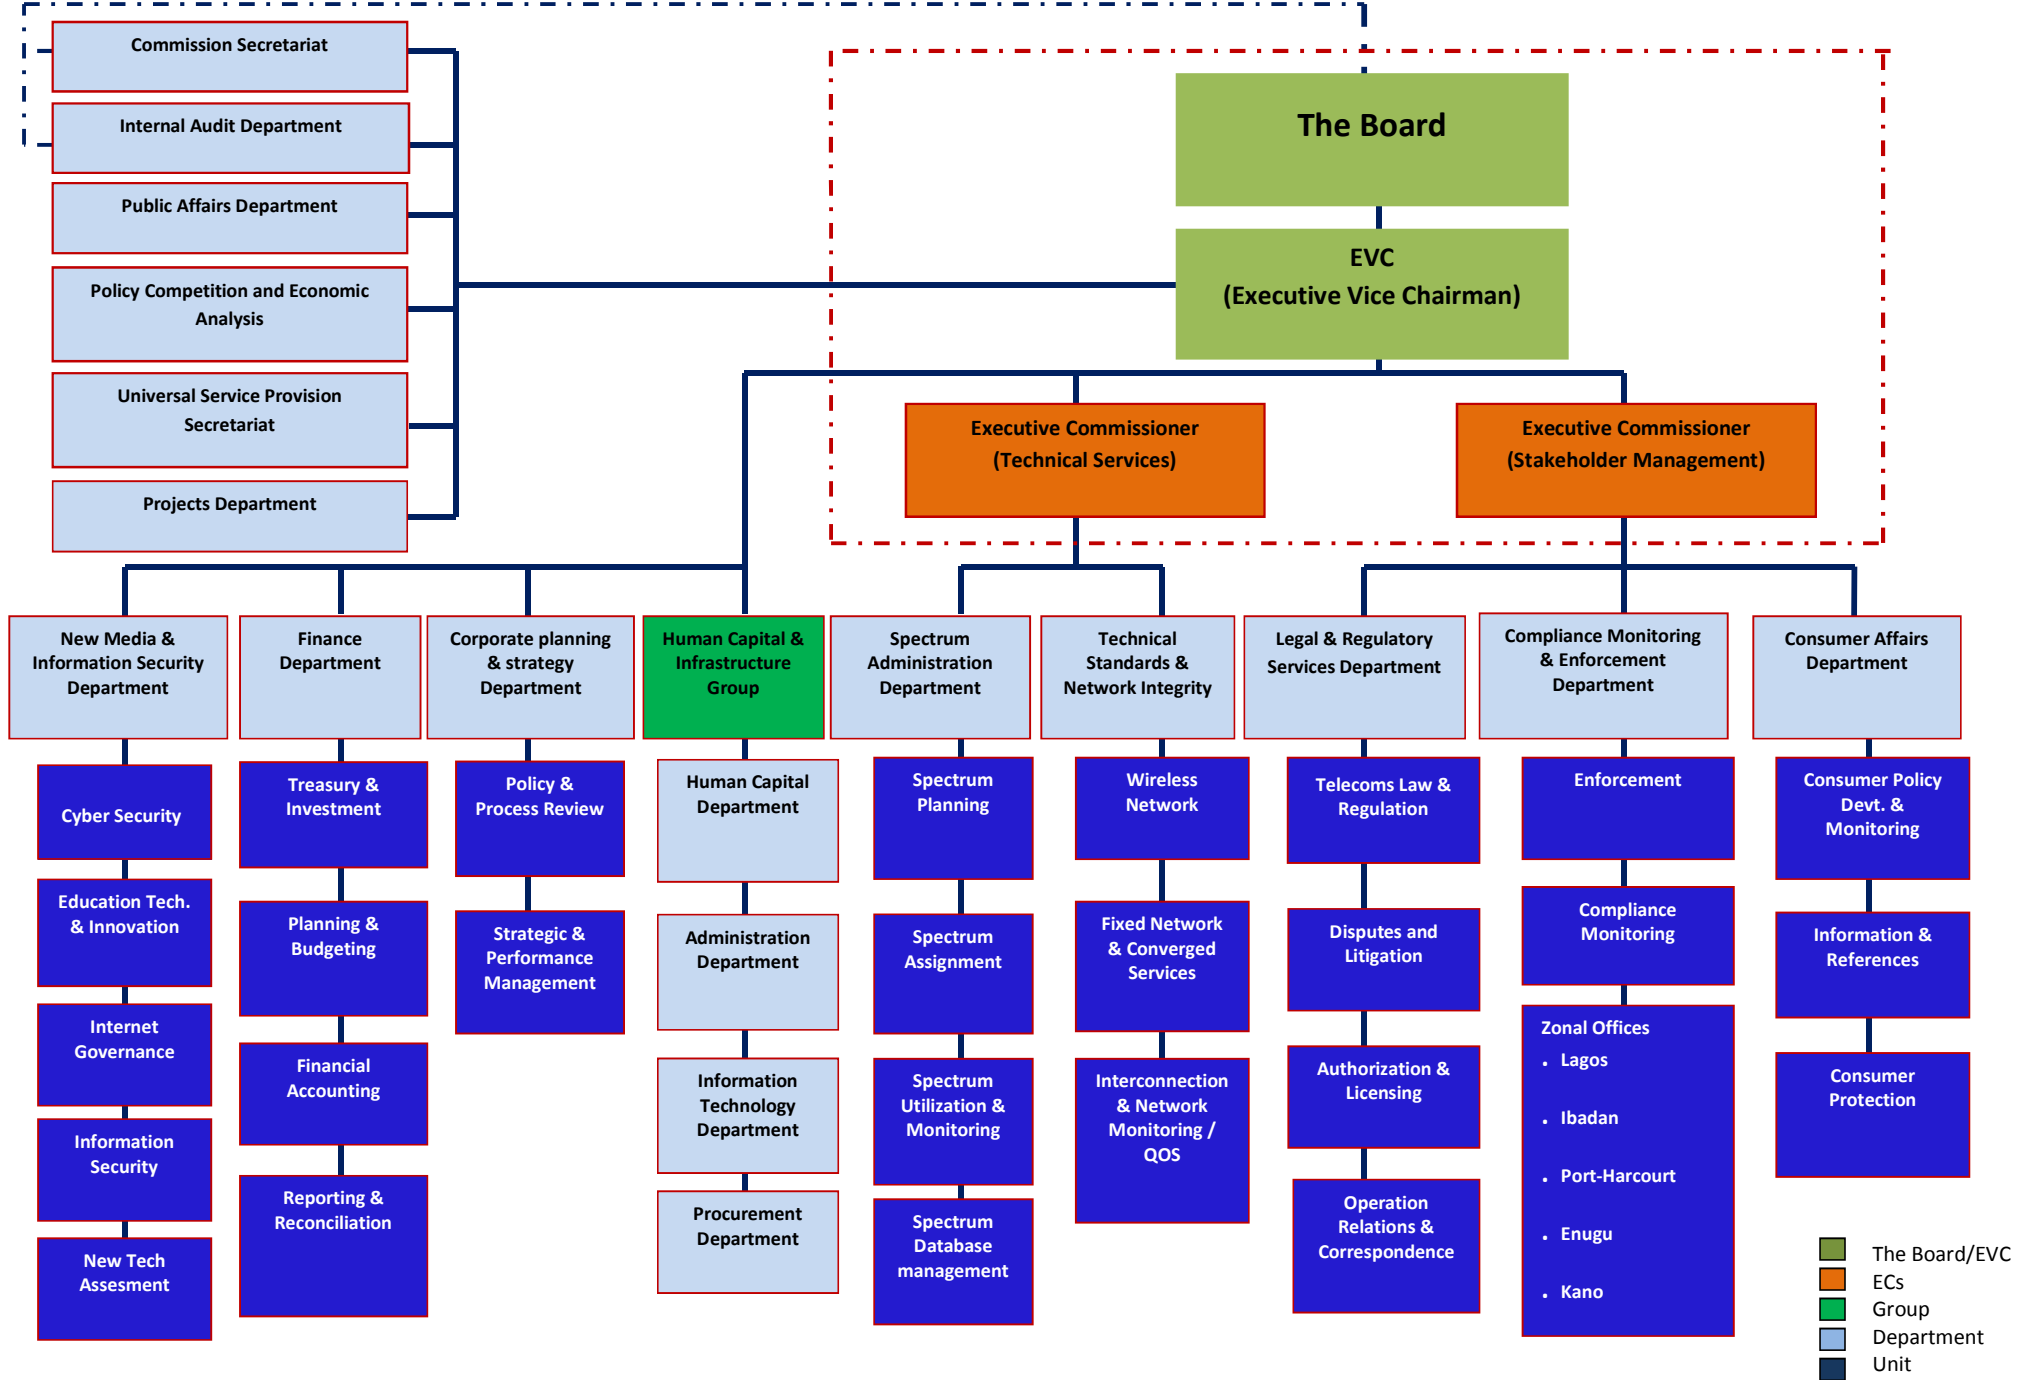 Commission Secretariat
Internal Audit Department
Public Affairs Department
Policy Competition and Economic
Analysis
Universal Service Provision
Secretariat
Projects Department
The Board
EVC
(Executive Vice Chairman)
Executive Commissioner
(Technical Services)
Executive Commissioner
(Stakeholder Management)
New Media &
Information Security
Department
Finance
Department
Corporate planning
& strategy
Department
Human Capital &
Infrastructure
Group
Spectrum
Administration
Department
Technical
Standards &
Network Integrity
Legal & Regulatory
Services Department
Compliance Monitoring
& Enforcement
Department
Consumer Affairs
Department
Cyber Security
Education Tech.
& Innovation
Internet
Governance
Information
Security
New Tech
Assesment
Treasury &
Investment
Planning &
Budgeting
Financial
Accounting
Reporting &
Reconciliation
Policy &
Process Review
Strategic &
Performance
Management
Human Capital
Department
Administration
Department
Information
Technology
Department
Procurement
Department
Spectrum
Planning
Spectrum
Assignment
Spectrum
Utilization &
Monitoring
Spectrum
Database
management
Wireless
Network
Fixed Network
& Converged
Services
Interconnection
& Network
Monitoring /
QOS
Telecoms Law &
Regulation
Disputes and
Litigation
Authorization &
Licensing
Operation
Relations &
Correspondence
Enforcement
Compliance
Monitoring
Zonal Offices
. Lagos
. Ibadan
. Port-Harcourt
. Enugu
. Kano
Consumer Policy
Devt. &
Monitoring
Information &
References
Consumer
Protection
The Board/EVC
ECs
Group
Department
Unit